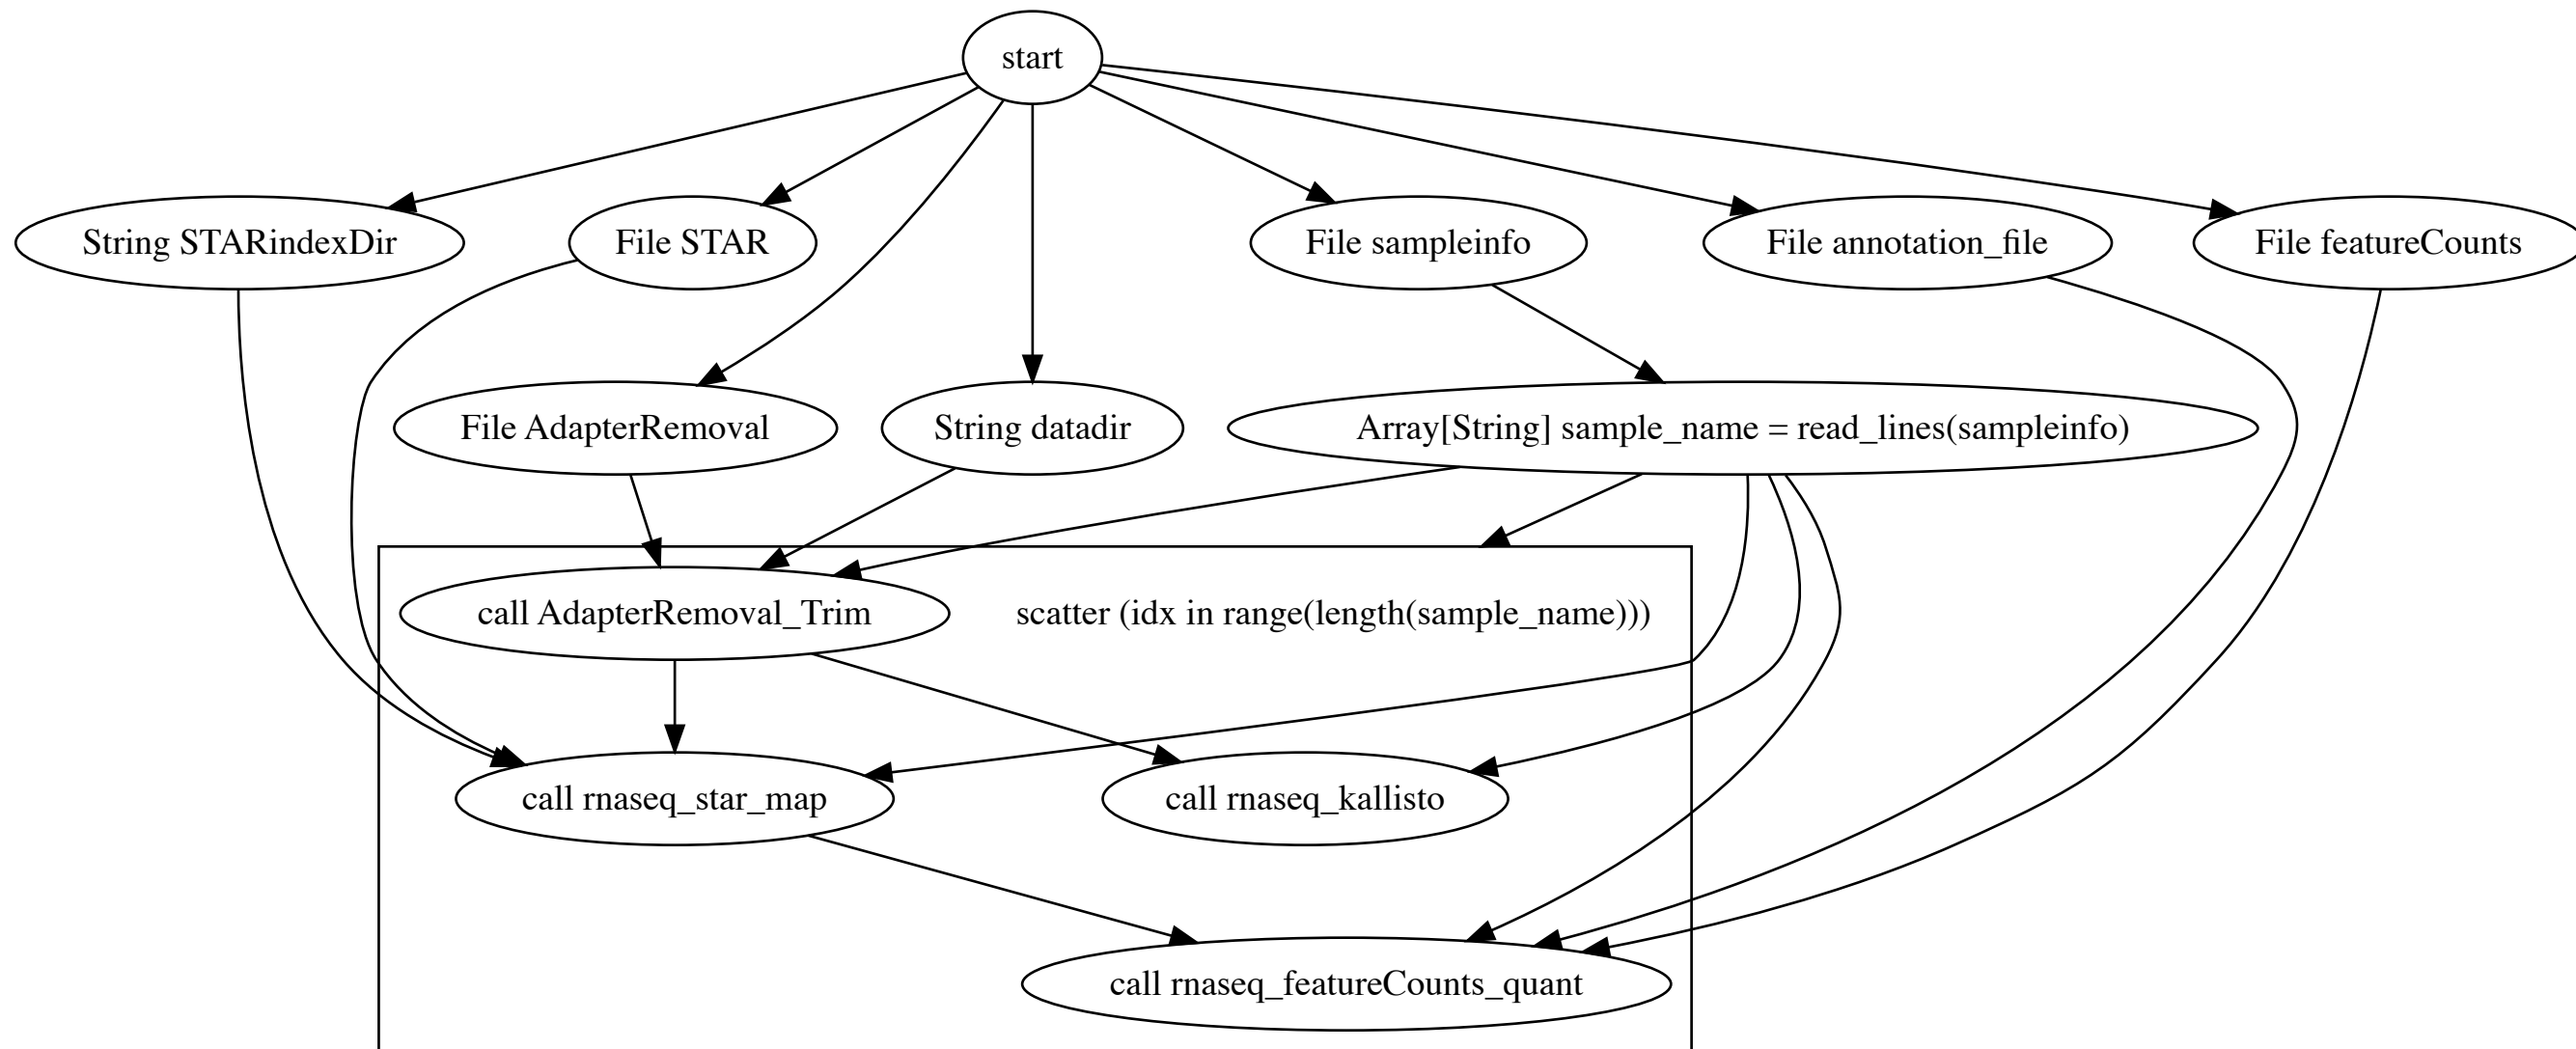 start
String STARindexDir
File STAR
File sampleinfo
File annotation_file
File featureCounts
File AdapterRemoval
String datadir
Array[String] sample_name = read_lines(sampleinfo)
call AdapterRemoval_Trim
scatter (idx in range(length(sample_name)))
call rnaseq_star_map
call rnaseq_kallisto
call rnaseq_featureCounts_quant